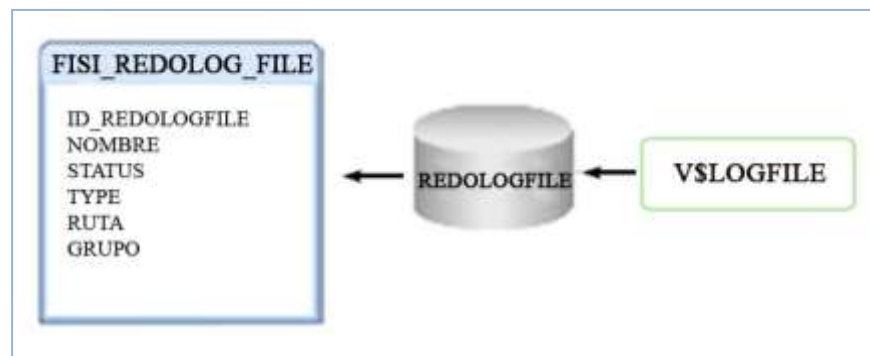 FISI_REDOLOG_FILE
ID_REDOLOGFILE
NOMBRE
STATUS
TYPE
RUTA
GRUPO
REDOLOGFILE
V$LOGFILE